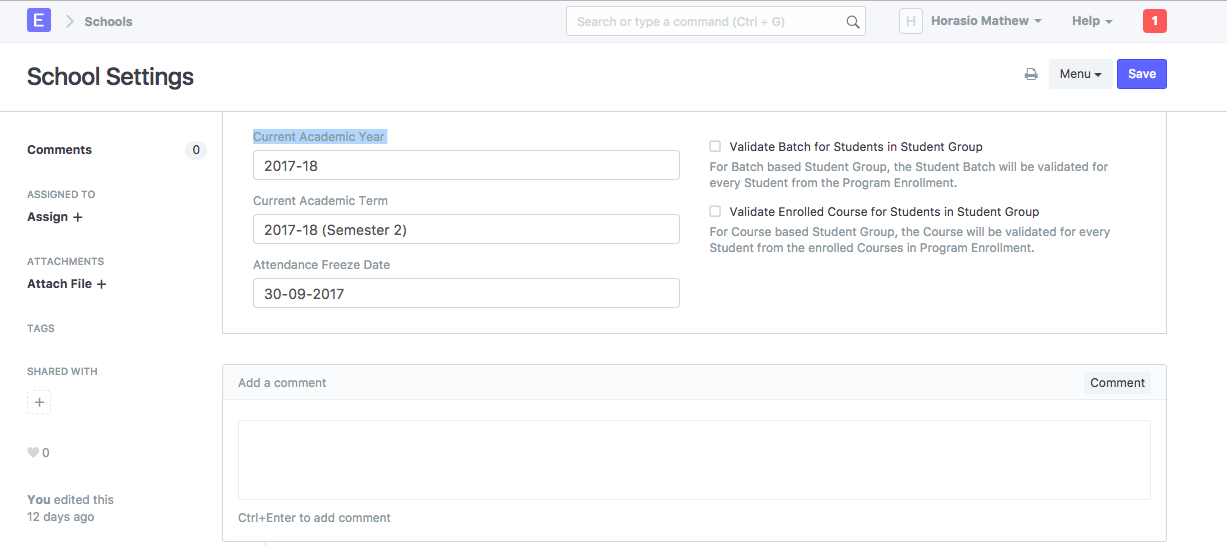 E Schools Search or type a command (Ctrl + G) H Horasio Mathew Help 1
School Settings Menu Save
Comments 0
ASSIGNED TO
Assign +
ATTACHMENTS
Attach File +
TAGS
SHARED WITH
+
0
You edited this
12 days ago
Current Academic Year
2017-18
Current Academic Term
2017-18 (Semester 2)
Attendance Freeze Date
30-09-2017
Validate Batch for Students in Student Group
For Batch based Student Group, the Student Batch will be validated for
every Student from the Program Enrollment.
Validate Enrolled Course for Students in Student Group
For Course based Student Group, the Course will be validated for every
Student from the enrolled Courses in Program Enrollment.
Add a comment Comment
Ctrl+Enter to add comment